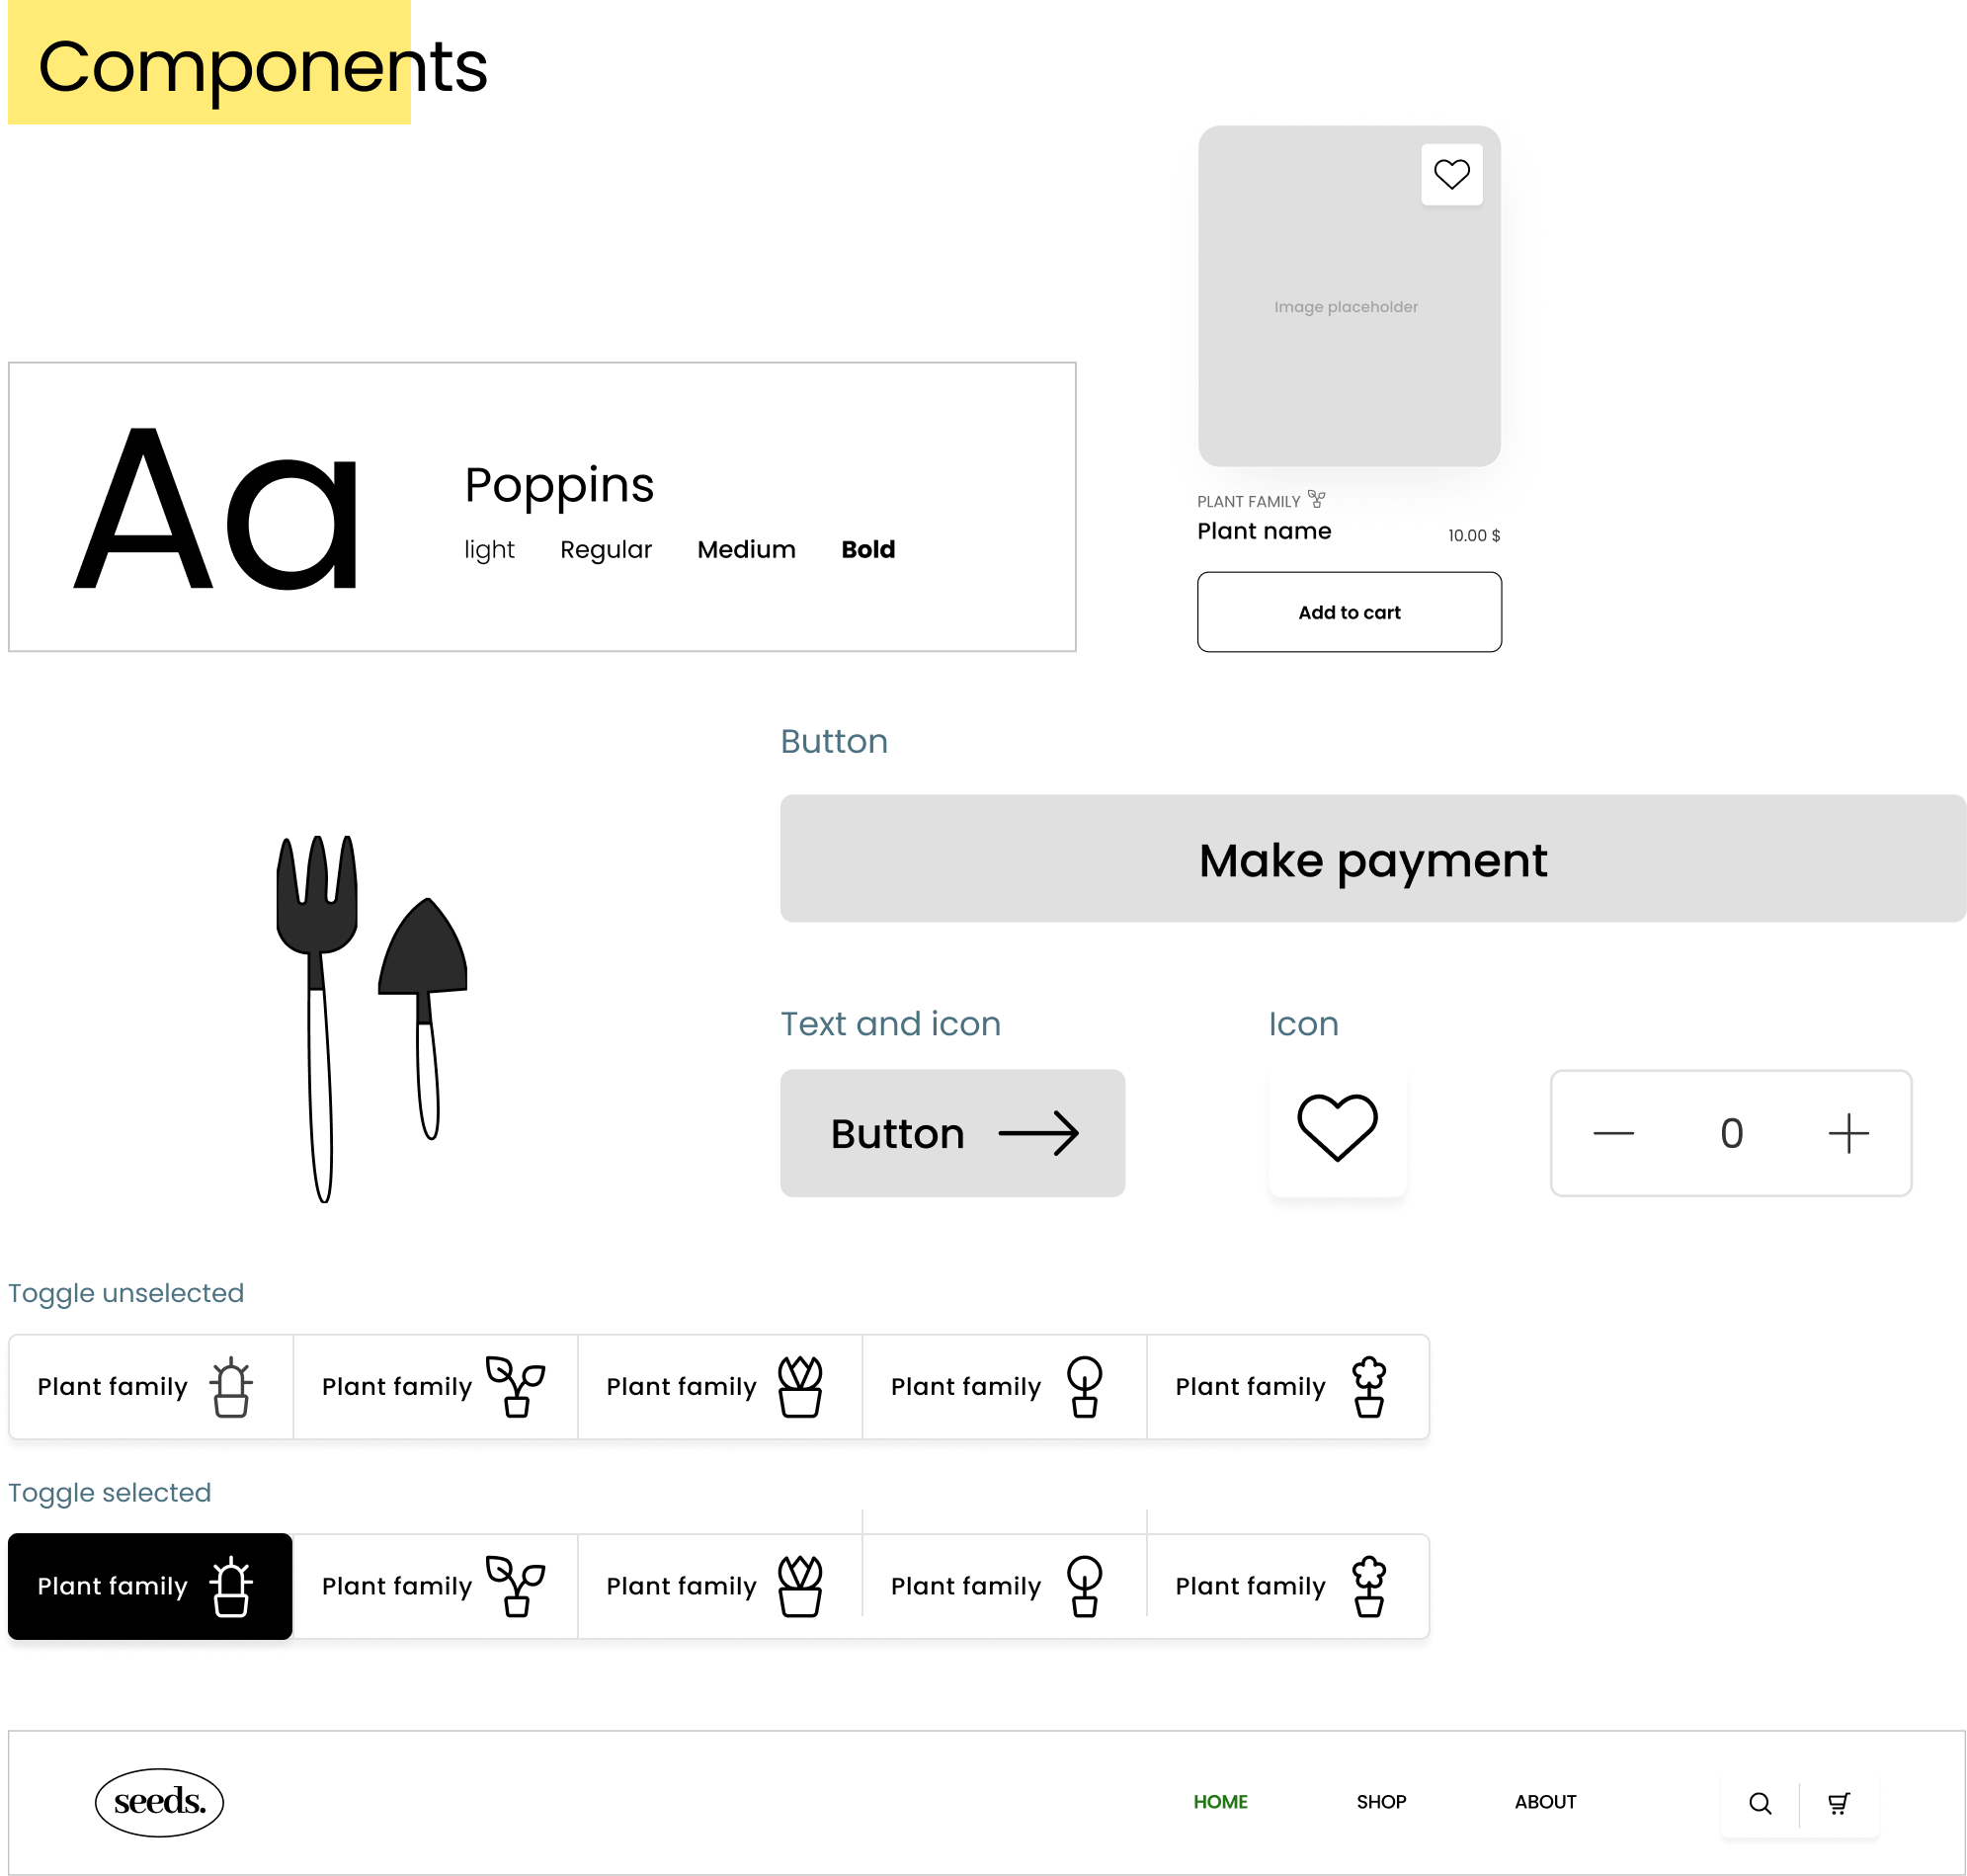 Components
Image placeholder
Aa
Poppins
light Regular Medium Bold
PLANT FAMILY
Plant name 10.00 $
Add to cart
Button
Make payment
Text and icon
Icon
Button
0
Toggle unselected
Plant family Plant family Plant family Plant family Plant family
Toggle selected
Plant family Plant family Plant family Plant family Plant family
seeds. HOME SHOP ABOUT